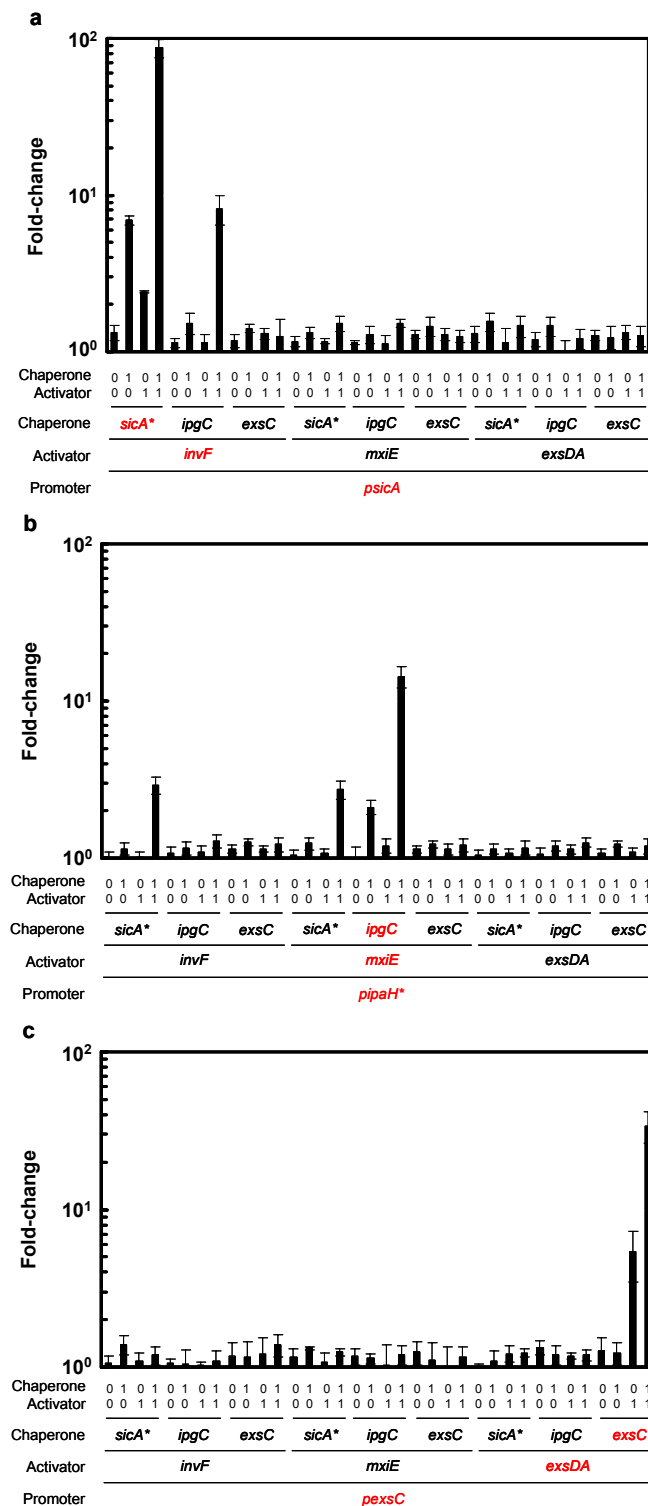 a
10²
10¹
10⁰
Fold-change
Chaperone 0 1 0 1 0 1 0 1 0 1 0 1 0 1 0 1 0 1 0 1 0 1 0 1 0 1 0 1 0 1 0 1 0 1 0 1
Activator 0 0 1 1 0 0 1 1 0 0 1 1 0 0 1 1 0 0 1 1 0 0 1 1 0 0 1 1 0 0 1 1 0 0 1 1
Chaperone sicA* ipgC exsC sicA* ipgC exsC sicA* ipgC exsC
Activator invF mxiE exsDA
Promoter psicA
b
10²
10¹
10⁰
Fold-change
Chaperone 0 1 0 1 0 1 0 1 0 1 0 1 0 1 0 1 0 1 0 1 0 1 0 1 0 1 0 1 0 1 0 1 0 1 0 1
Activator 0 0 1 1 0 0 1 1 0 0 1 1 0 0 1 1 0 0 1 1 0 0 1 1 0 0 1 1 0 0 1 1 0 0 1 1
Chaperone sicA* ipgC exsC sicA* ipgC exsC sicA* ipgC exsC
Activator invF mxiE exsDA
Promoter pipaH*
c
10²
10¹
10⁰
Fold-change
Chaperone 0 1 0 1 0 1 0 1 0 1 0 1 0 1 0 1 0 1 0 1 0 1 0 1 0 1 0 1 0 1 0 1 0 1 0 1
Activator 0 0 1 1 0 0 1 1 0 0 1 1 0 0 1 1 0 0 1 1 0 0 1 1 0 0 1 1 0 0 1 1 0 0 1 1
Chaperone sicA* ipgC exsC sicA* ipgC exsC sicA* ipgC exsC
Activator invF mxiE exsDA
Promoter pexsC